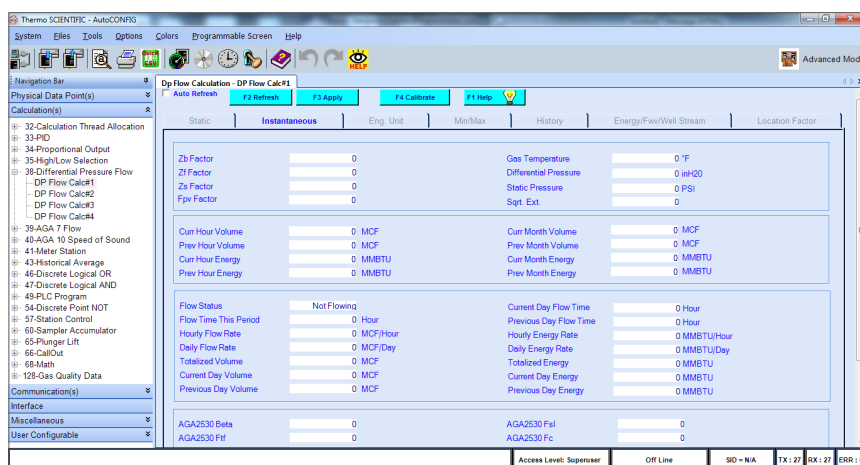 Thermo SCIENTIFIC - AutoCONFIG
System Files Tools Options Colors Programmable Screen Help
QUICK
HELP
Advanced Mod
Navigation Bar
Physical Data Point(s)
Calculation(s)
32-Calculation Thread Allocation
33-PID
34-Proportional Output
35-High/Low Selection
38-Differential Pressure Flow
DP Flow Calc#1
DP Flow Calc#2
DP Flow Calc#3
DP Flow Calc#4
39-AGA 7 Flow
40-AGA 10 Speed of Sound
41-Meter Station
43-Historical Average
46-Discrete Logical OR
47-Discrete Logical AND
49-PLC Program
54-Discrete Point NOT
57-Station Control
60-Sampler Accumulator
65-Plunger Lift
66-CallOut
68-Math
128-Gas Quality Data
Communication(s)
Interface
Miscellaneous
User Configurable
Dp Flow Calculation - DP Flow Calc#1
Auto Refresh F2 Refresh F3 Apply F4 Calibrate F1 Help
Static Instantaneous Eng. Unit Min/Max History Energy/Fwv/Well Stream Location Factor
Zb Factor 0 Gas Temperature 0 °F
Zf Factor 0 Differential Pressure 0 inH20
Zs Factor 0 Static Pressure 0 PSI
Fpv Factor 0 Sqrt. Ext. 0
Curr Hour Volume 0 MCF Curr Month Volume 0 MCF
Prev Hour Volume 0 MCF Prev Month Volume 0 MCF
Curr Hour Energy 0 MMBTU Curr Month Energy 0 MMBTU
Prev Hour Energy 0 MMBTU Prev Month Energy 0 MMBTU
Flow Status Not Flowing Current Day Flow Time 0 Hour
Flow Time This Period 0 Hour Previous Day Flow Time 0 Hour
Hourly Flow Rate 0 MCF/Hour Hourly Energy Rate 0 MMBTU/Hour
Daily Flow Rate 0 MCF/Day Daily Energy Rate 0 MMBTU/Day
Totalized Volume 0 MCF Totalized Energy 0 MMBTU
Current Day Volume 0 MCF Current Day Energy 0 MMBTU
Previous Day Volume 0 MCF Previous Day Energy 0 MMBTU
AGA2530 Beta 0 AGA2530 Fsl 0
AGA2530 Ftf 0 AGA2530 Fc 0
Access Level: Superuser Off Line SID = N/A TX : 27 RX : 27 ERR :